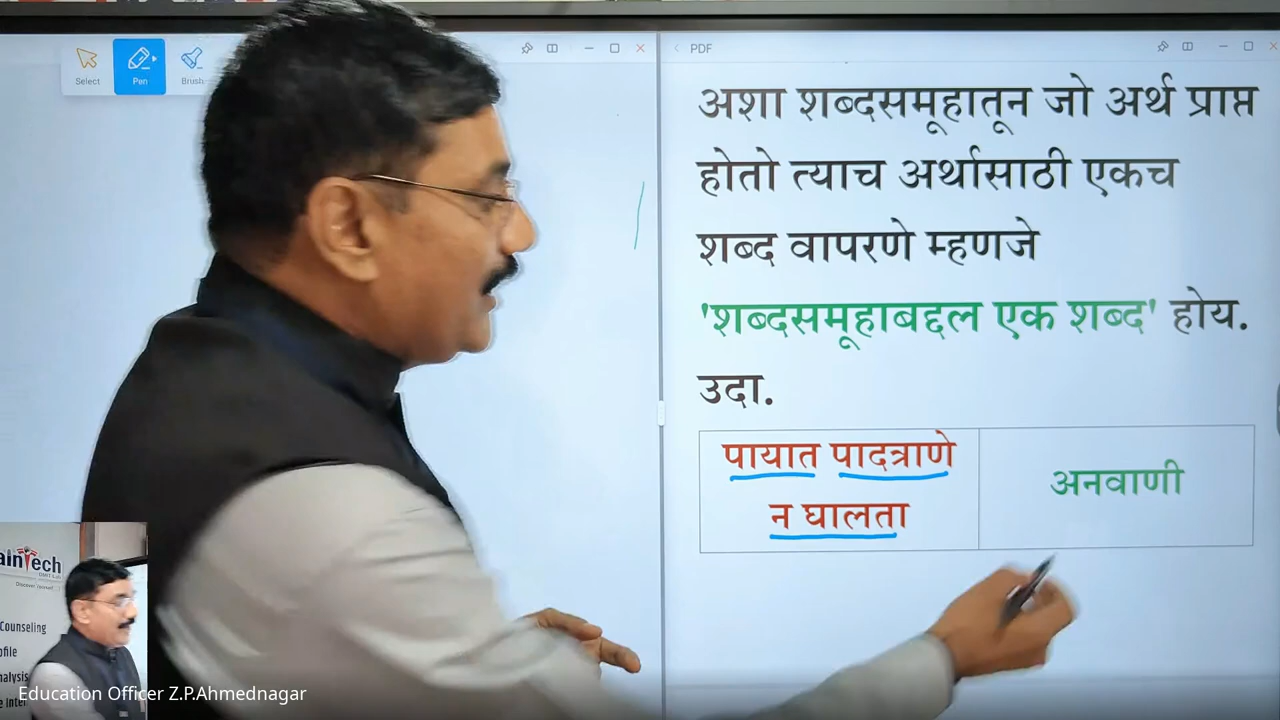 Select
Pen
Brush
PDF
अशा शब्दसमूहातून जो अर्थ प्राप्त
होतो त्याच अर्थासाठी एकच
शब्द वापरणे म्हणजे
'शब्दसमूहाबद्दल एक शब्द' होय.
उदा.
पायात पादत्राणे
न घालता
अनवाणी
Counseling
Education Officer Z.P.Ahmednagar